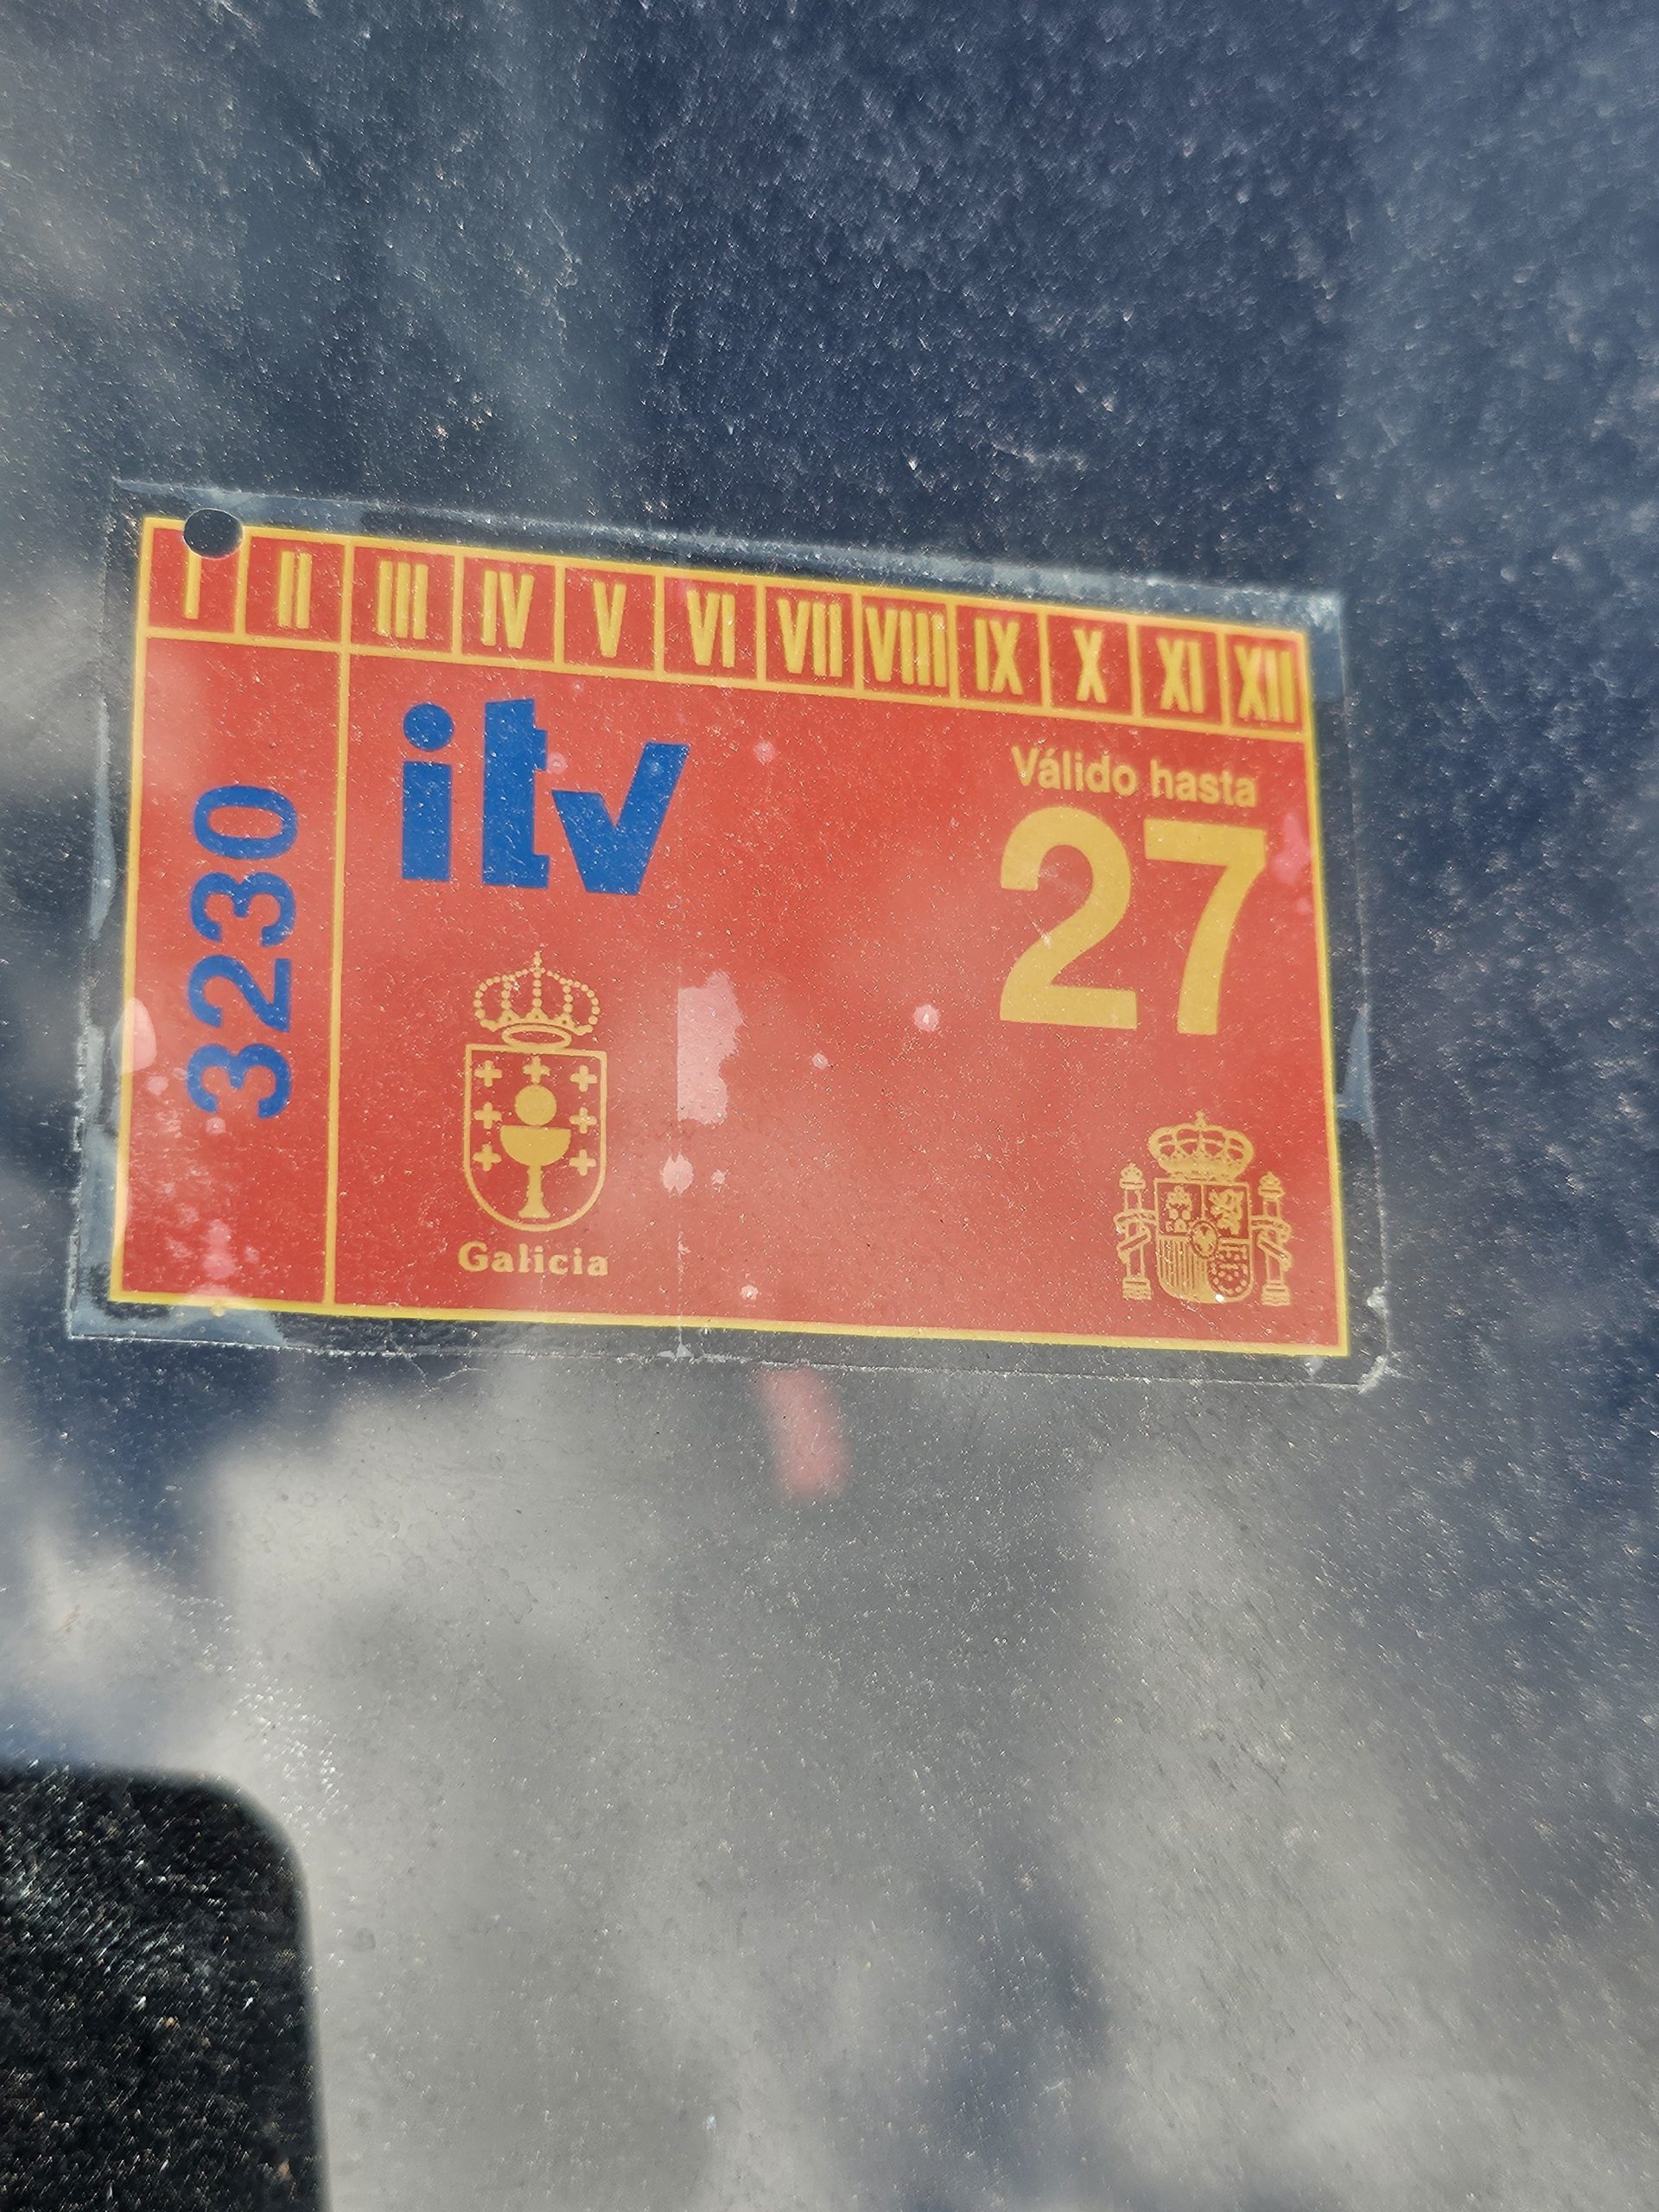 I II III IV V VI VII VIII IX X XI XII
3230
itv
Válido hasta
27
Galicia